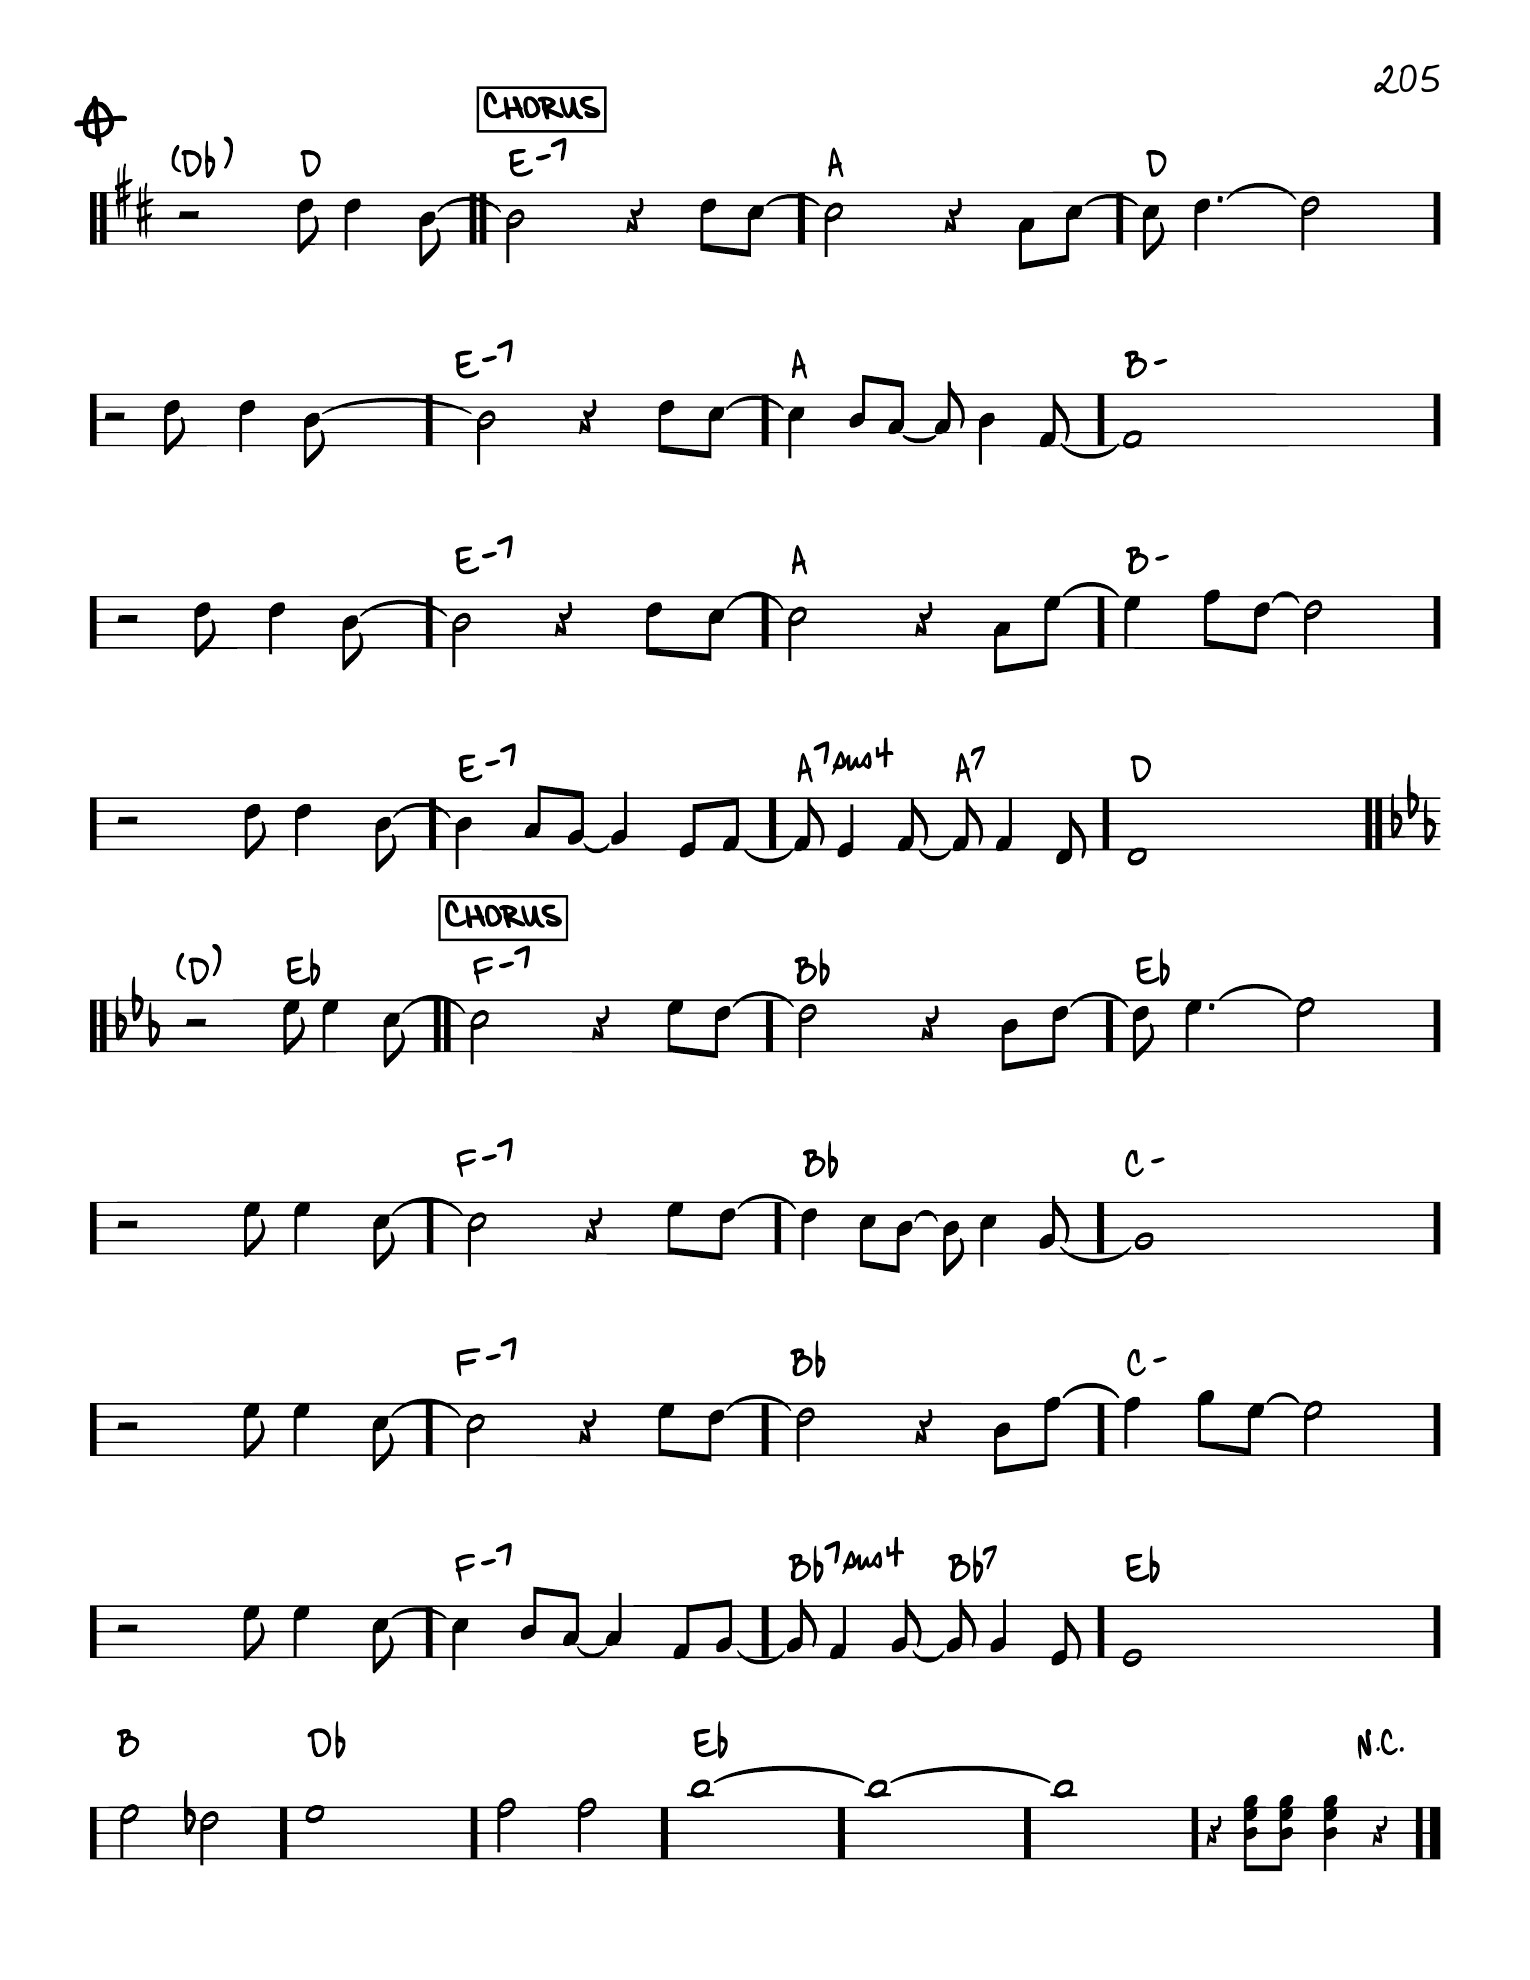 205
CHORUS
(Db) D E-7 A D
E-7 A B-
E-7 A B-
E-7 A7sus4 A7 D
CHORUS
(D) Eb F-7 Bb Eb
F-7 Bb C-
F-7 Bb C-
F-7 Bb7sus4 Bb7 Eb
B Db Eb N.C.